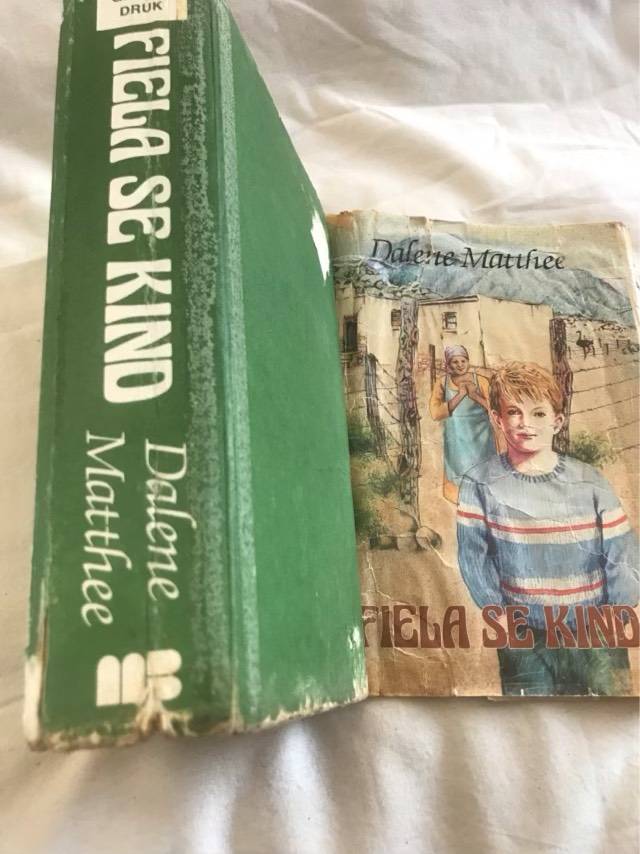 DRUK
FIELA SE KIND
Dalene
Matthee
Dalene Matthee
FIELA SE KIND